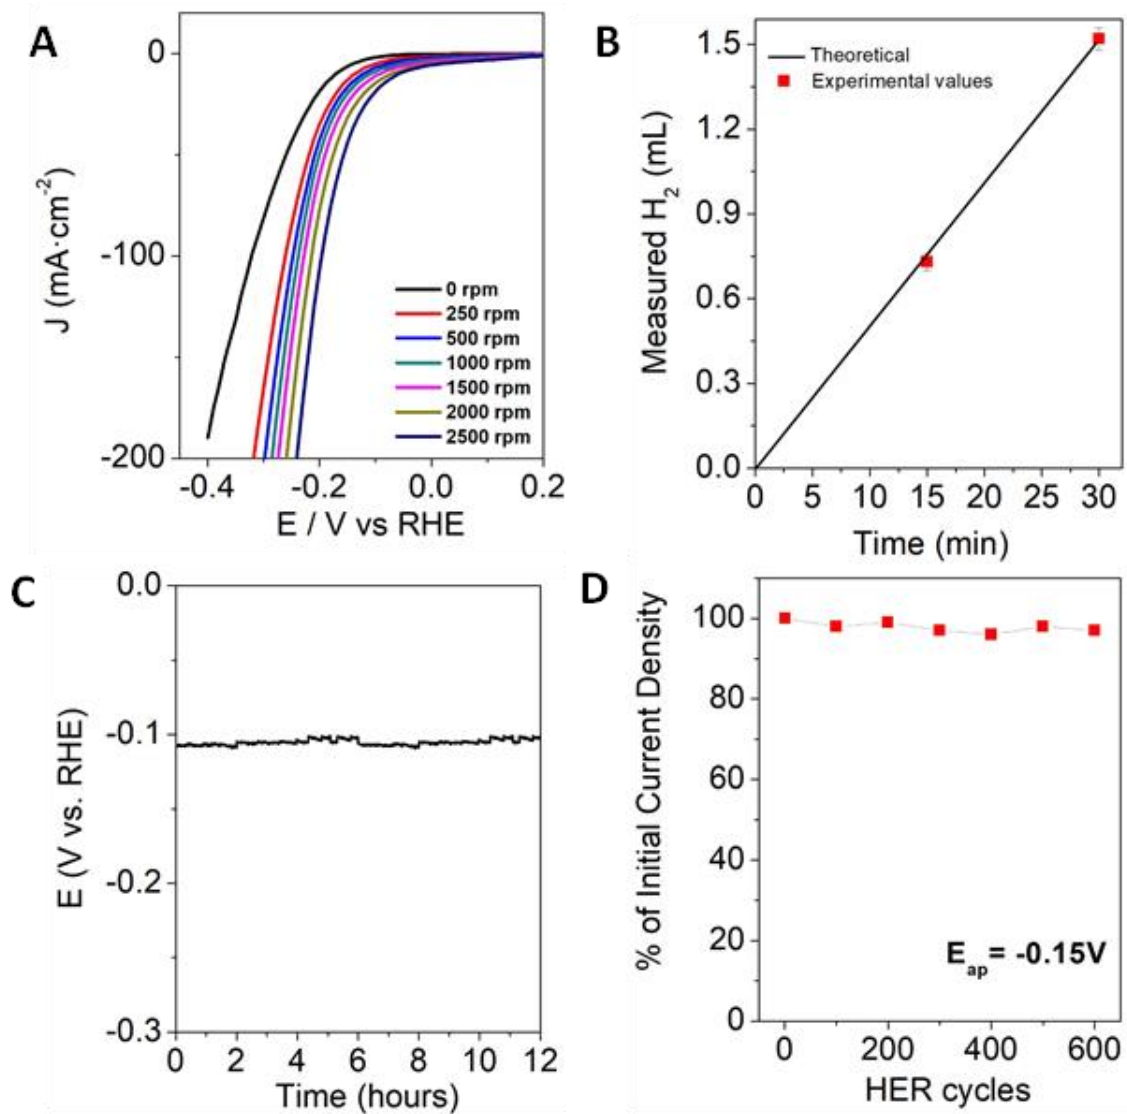 A
0
-100
-200
J (mA·cm⁻²)
-0.4 -0.2 0.0 0.2
E / V vs RHE
0 rpm
250 rpm
500 rpm
1000 rpm
1500 rpm
2000 rpm
2500 rpm
B
1.5
1.2
0.9
0.6
0.3
0.0
Measured H₂ (mL)
Theoretical
Experimental values
0 5 10 15 20 25 30
Time (min)
C
0.0
-0.1
-0.2
-0.3
E (V vs. RHE)
0 2 4 6 8 10 12
Time (hours)
D
100
80
60
40
20
0
% of Initial Current Density
E_ap= -0.15V
0 200 400 600
HER cycles